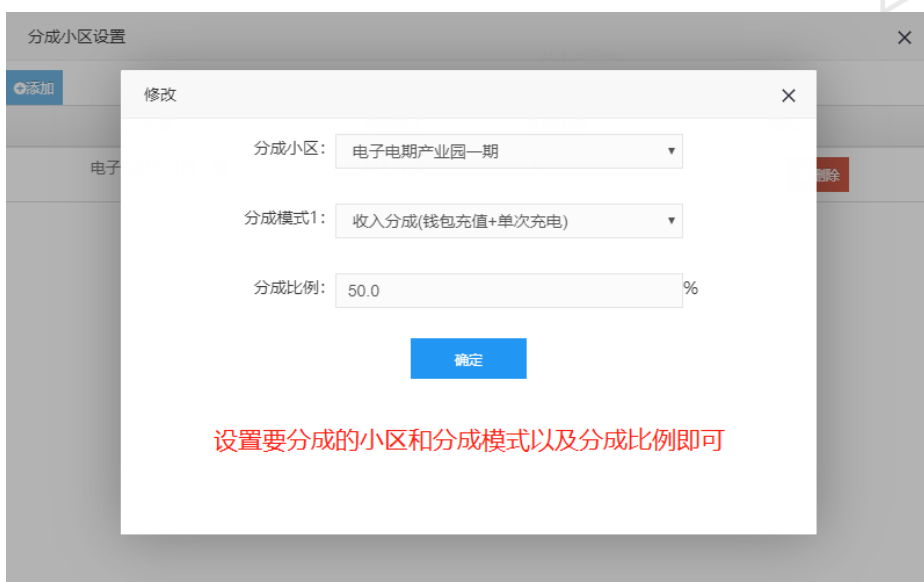 分成小区设置
添加
修改
分成小区：
电子电期产业园一期
电子
删除
分成模式1：
收入分成(钱包充值+单次充电)
分成比例：
50.0
%
确定
设置要分成的小区和分成模式以及分成比例即可